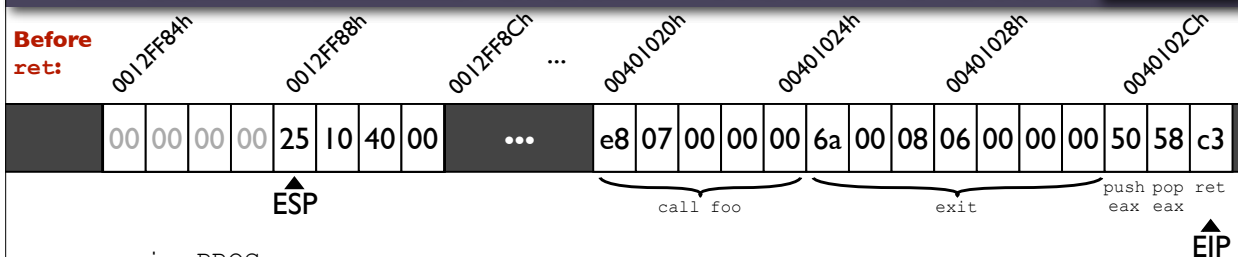 Before
ret:
0012FF84h 0012FF88h 0012FF8Ch ... 00401020h 00401024h 00401028h 0040102Ch
00 00 00 00 25 10 40 00 ... e8 07 00 00 00 6a 00 08 06 00 00 00 50 58 c3
ESP
call foo exit
push pop ret
eax eax
EIP